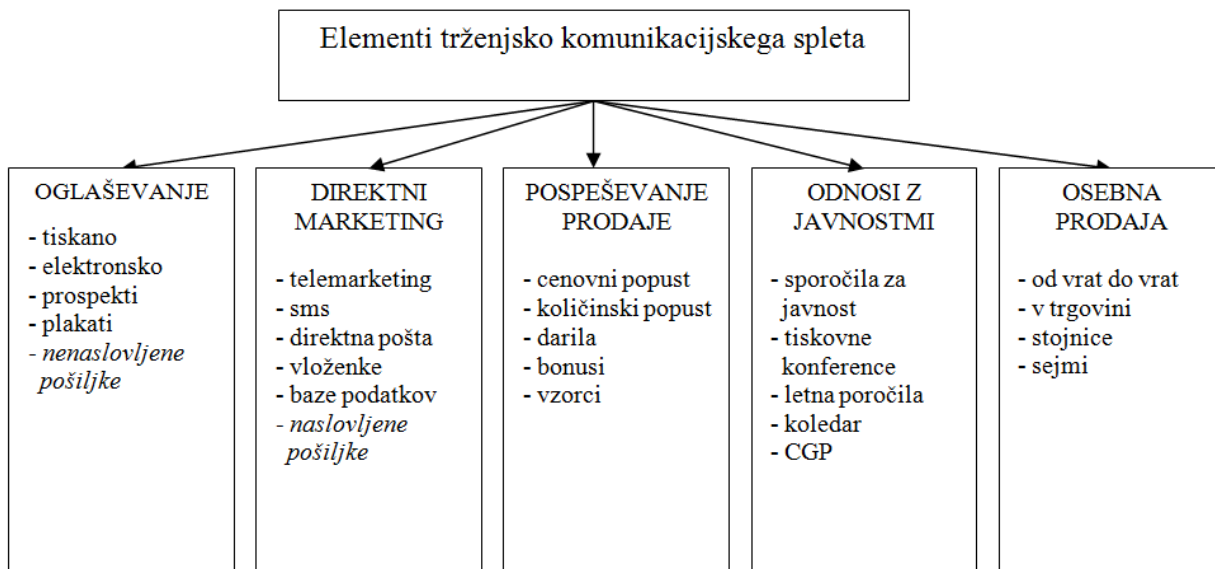 Elementi trženjsko komunikacijskega spleta
OGLAŠEVANJE
- tiskano
- elektronsko
- prospekti
- plakati
- nenaslovljene
pošiljke
DIREKTNI
MARKETING
- telemarketing
- sms
- direktna pošta
- vloženke
- baze podatkov
- naslovljene
pošiljke
POSPEŠEVANJE
PRODAJE
- cenovni popust
- količinski popust
- darila
- bonusi
- vzorci
ODNOSI Z
JAVNOSTMI
- sporočila za
javnost
- tiskovne
konference
- letna poročila
- koledar
- CGP
OSEBNA
PRODAJA
- od vrat do vrat
- v trgovini
- stojnice
- sejmi